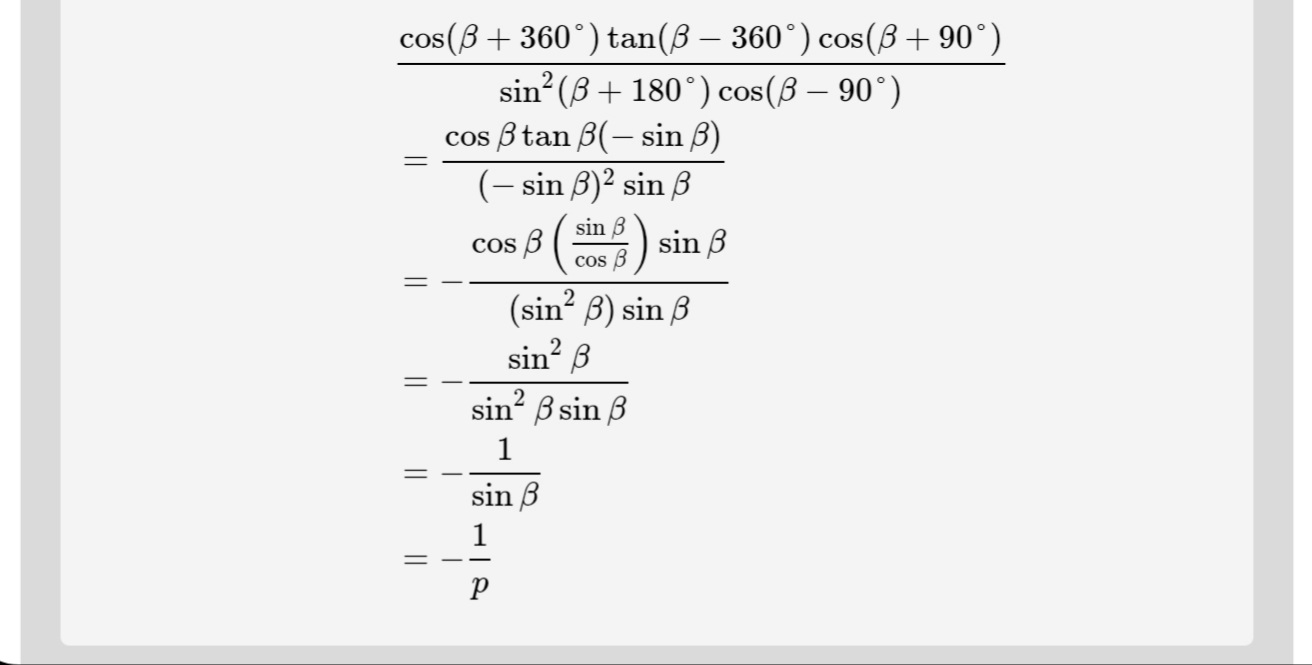 cos(β + 360°) tan(β − 360°) cos(β + 90°)
sin²(β + 180°) cos(β − 90°)
= cos β tan β(− sin β)
(− sin β)² sin β
= − cos β (sin β / cos β) sin β
(sin² β) sin β
= − sin² β
sin² β sin β
= − 1
sin β
= − 1
p